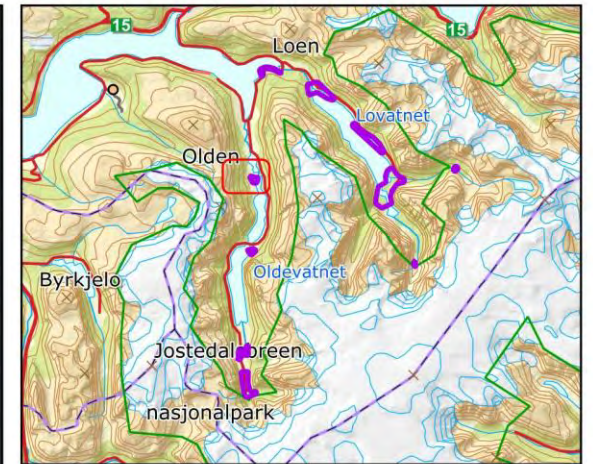 15
15
Loen
Lovatnet
Olden
Oldevatnet
Byrkjelo
Jostedalsbreen
nasjonalpark